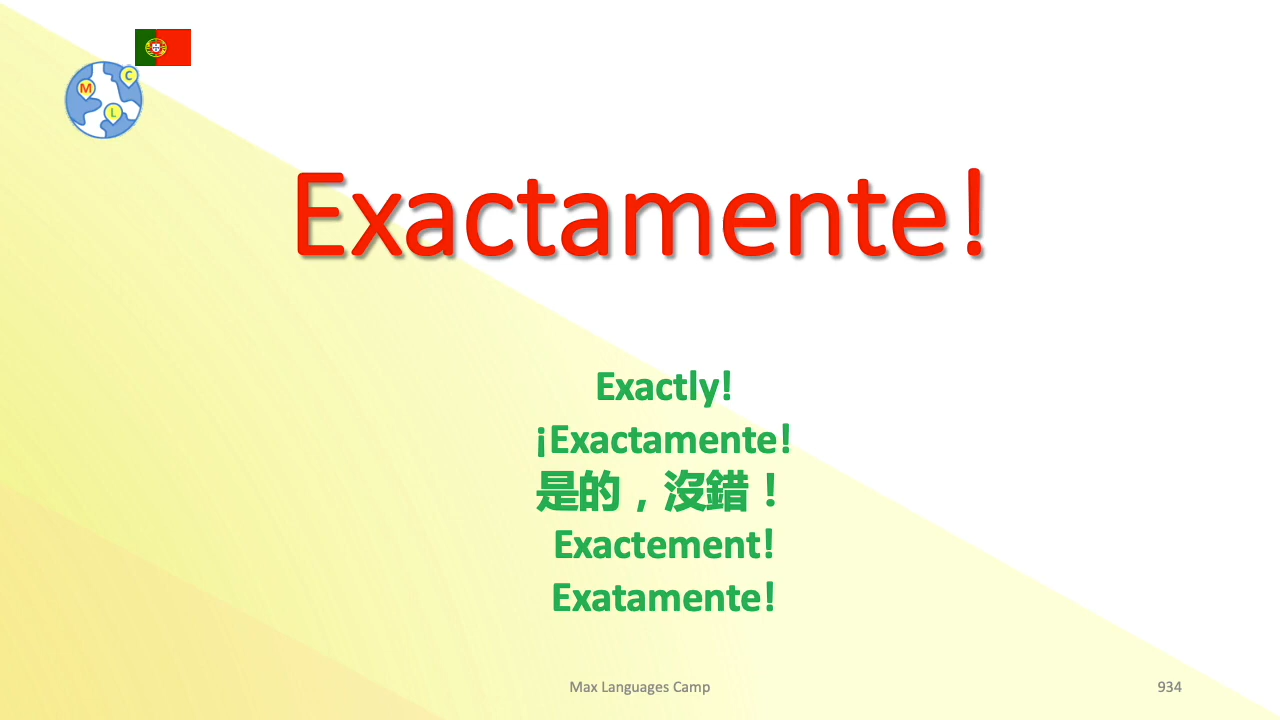 C
M
L
Exactamente!
Exactly!
¡Exactamente!
是的，沒錯！
Exactement!
Exatamente!
Max Languages Camp
934